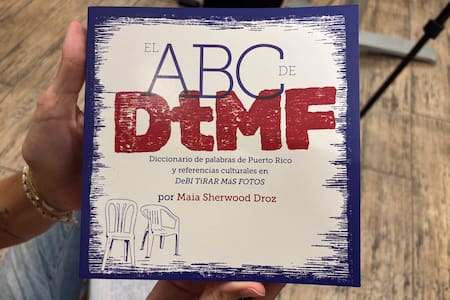 EL
ABC
DE
DtMF
Diccionario de palabras de Puerto Rico
y referencias culturales en
DeBÍ TiRAR MáS FOTOS
por Maia Sherwood Droz